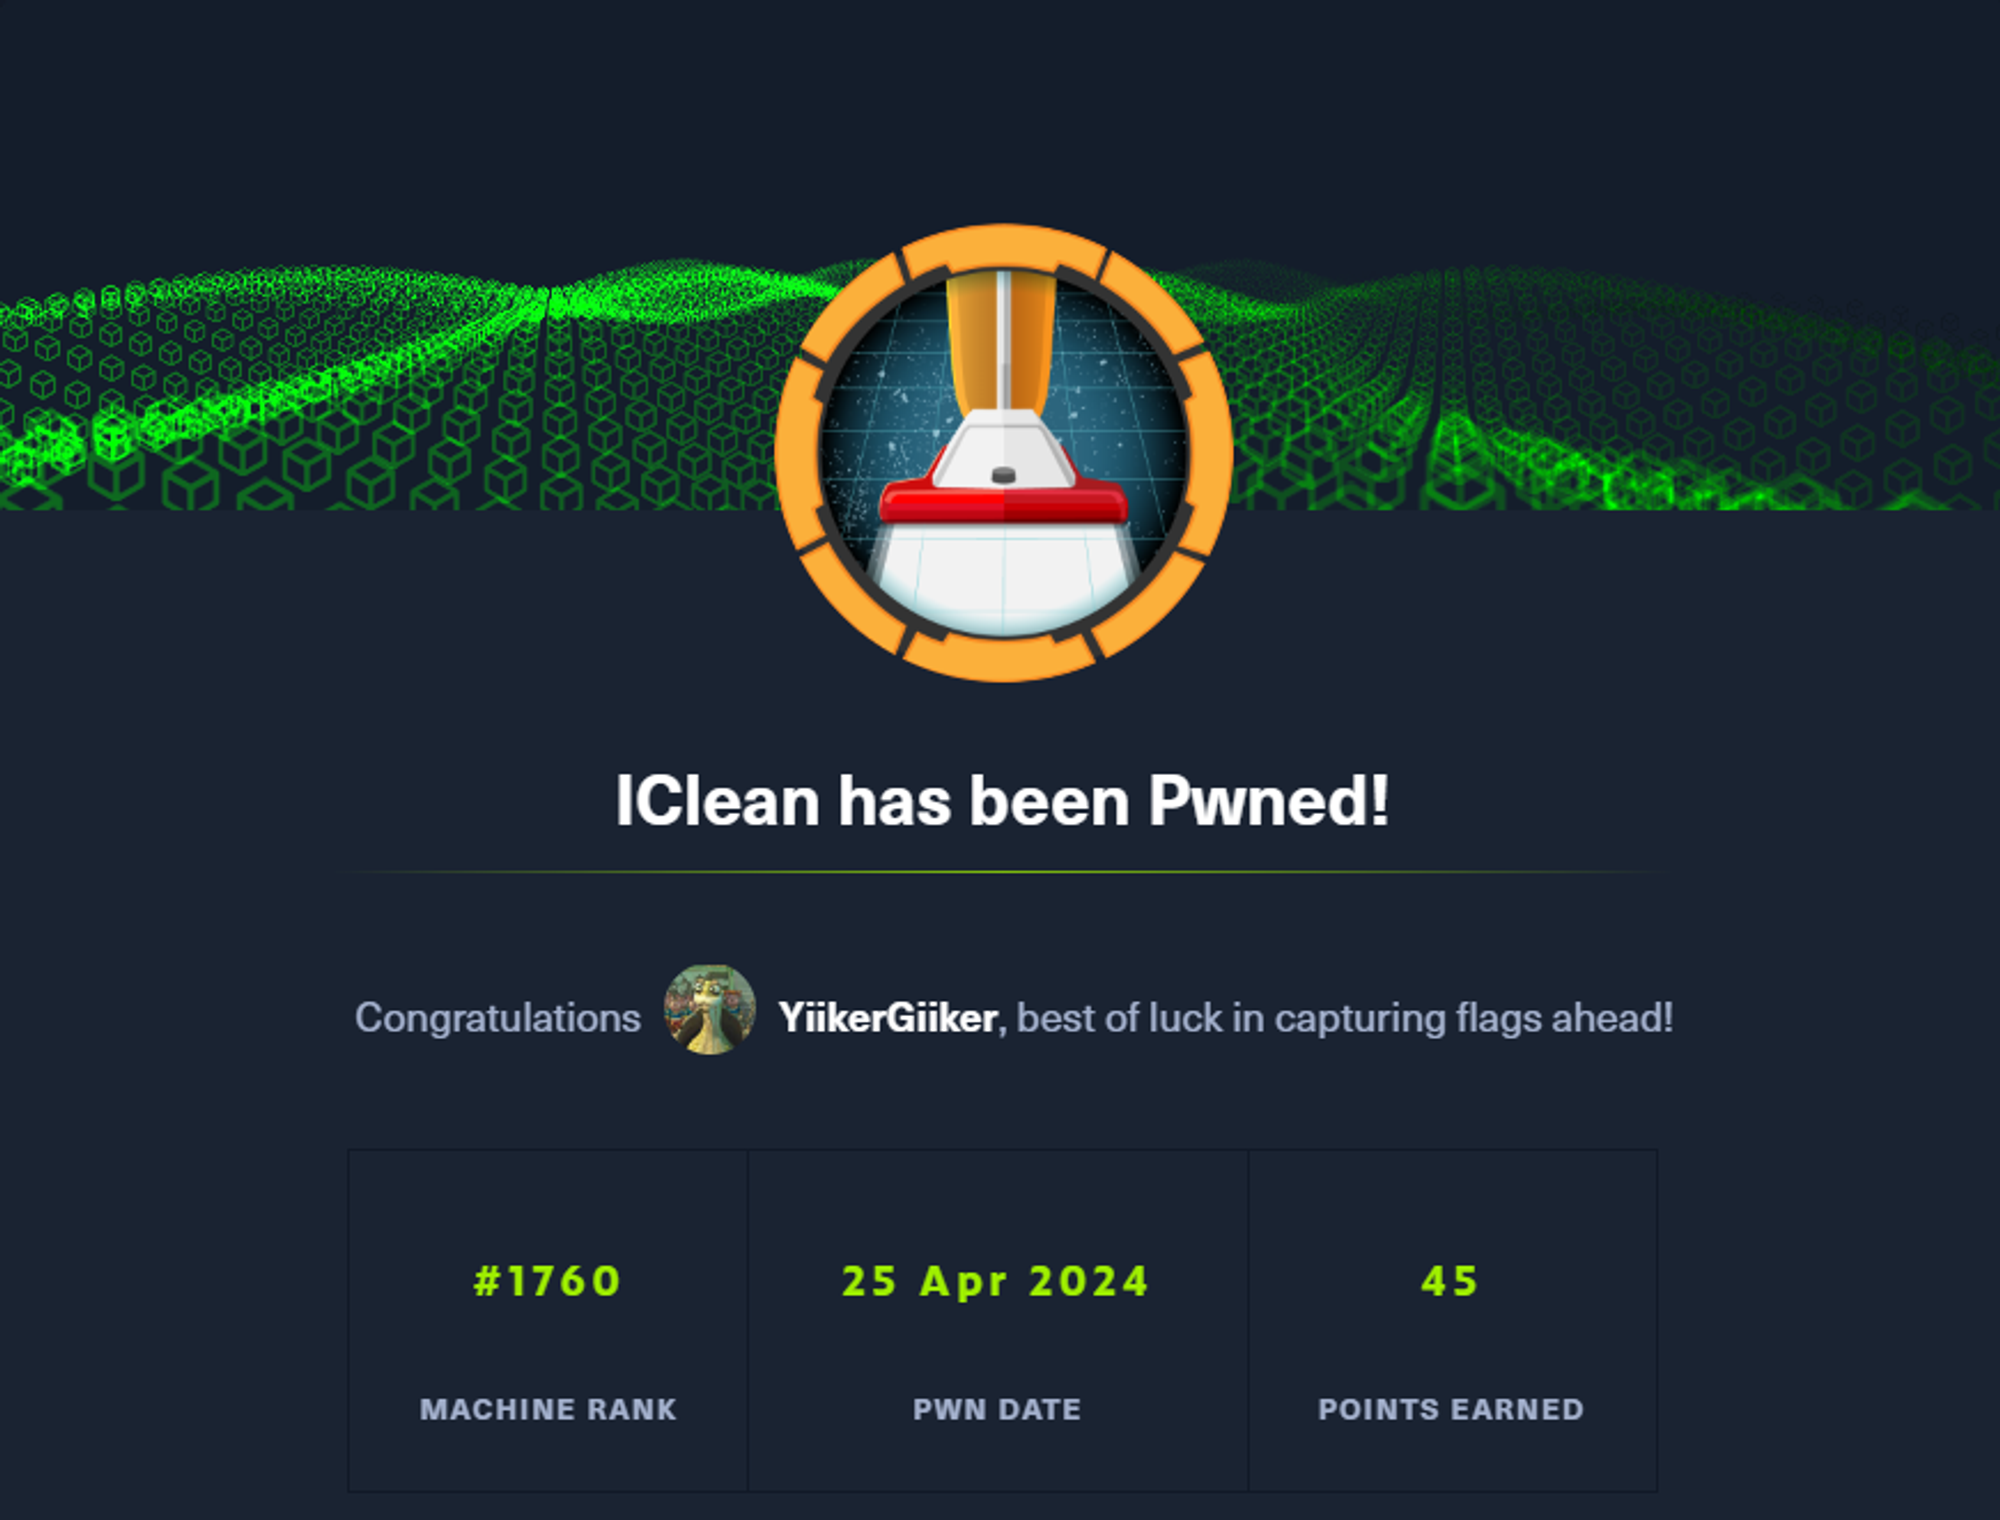 IClean has been Pwned!
Congratulations YiikerGiiker, best of luck in capturing flags ahead!
#1760 25 Apr 2024 45
MACHINE RANK PWN DATE POINTS EARNED